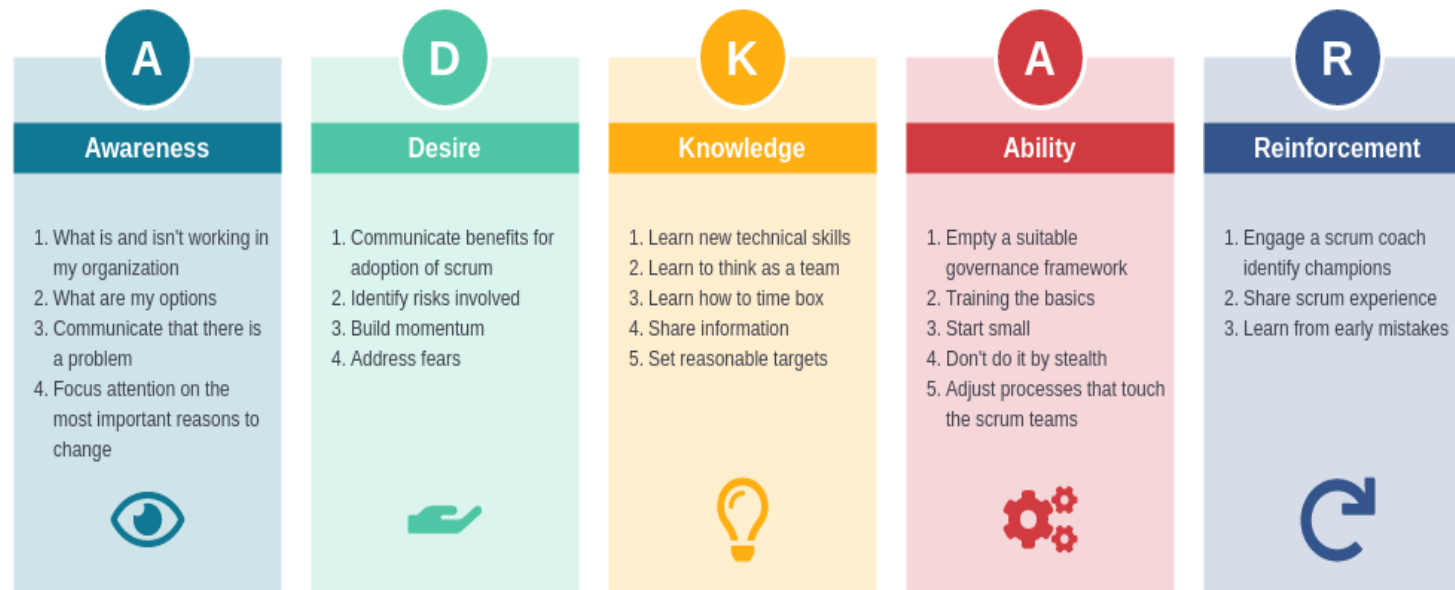 A
Awareness
1. What is and isn't working in
my organization
2. What are my options
3. Communicate that there is
a problem
4. Focus attention on the
most important reasons to
change
D
Desire
1. Communicate benefits for
adoption of scrum
2. Identify risks involved
3. Build momentum
4. Address fears
K
Knowledge
1. Learn new technical skills
2. Learn to think as a team
3. Learn how to time box
4. Share information
5. Set reasonable targets
A
Ability
1. Empty a suitable
governance framework
2. Training the basics
3. Start small
4. Don't do it by stealth
5. Adjust processes that touch
the scrum teams
R
Reinforcement
1. Engage a scrum coach
identify champions
2. Share scrum experience
3. Learn from early mistakes